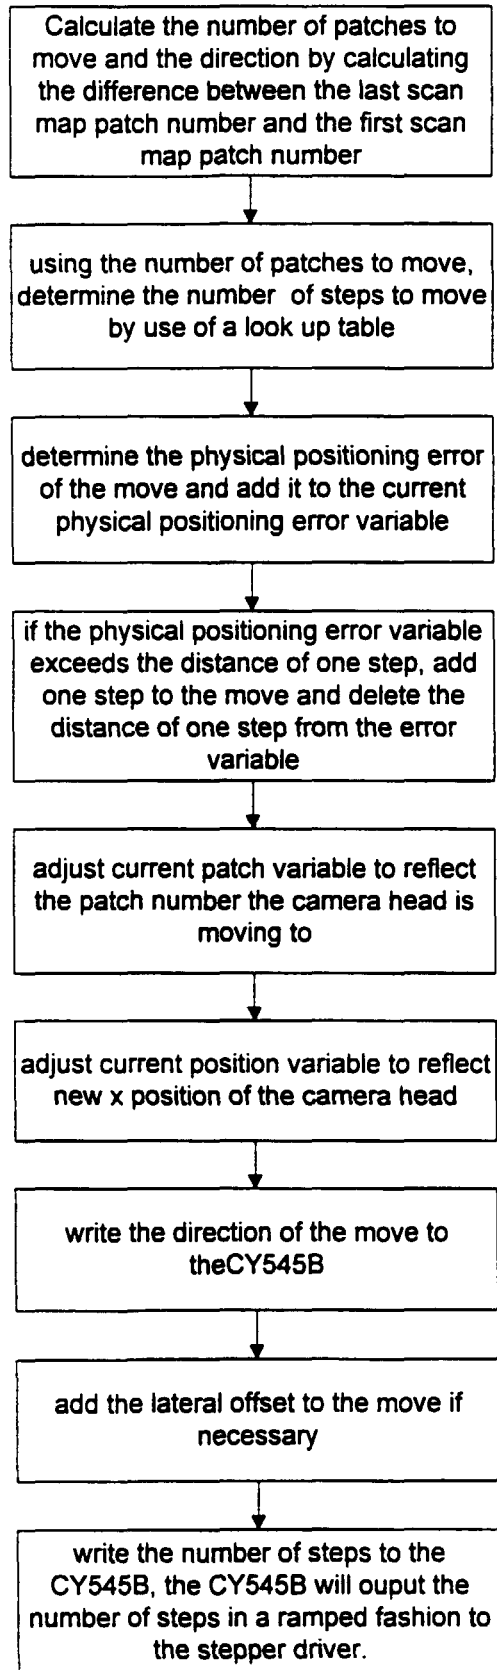 Calculate the number of patches to
move and the direction by calculating
the difference between the last scan
map patch number and the first scan
map patch number
using the number of patches to move,
determine the number of steps to move
by use of a look up table
determine the physical positioning error
of the move and add it to the current
physical positioning error variable
if the physical positioning error variable
exceeds the distance of one step, add
one step to the move and delete the
distance of one step from the error
variable
adjust current patch variable to reflect
the patch number the camera head is
moving to
adjust current position variable to reflect
new x position of the camera head
write the direction of the move to
theCY545B
add the lateral offset to the move if
necessary
write the number of steps to the
CY545B, the CY545B will ouput the
number of steps in a ramped fashion to
the stepper driver.